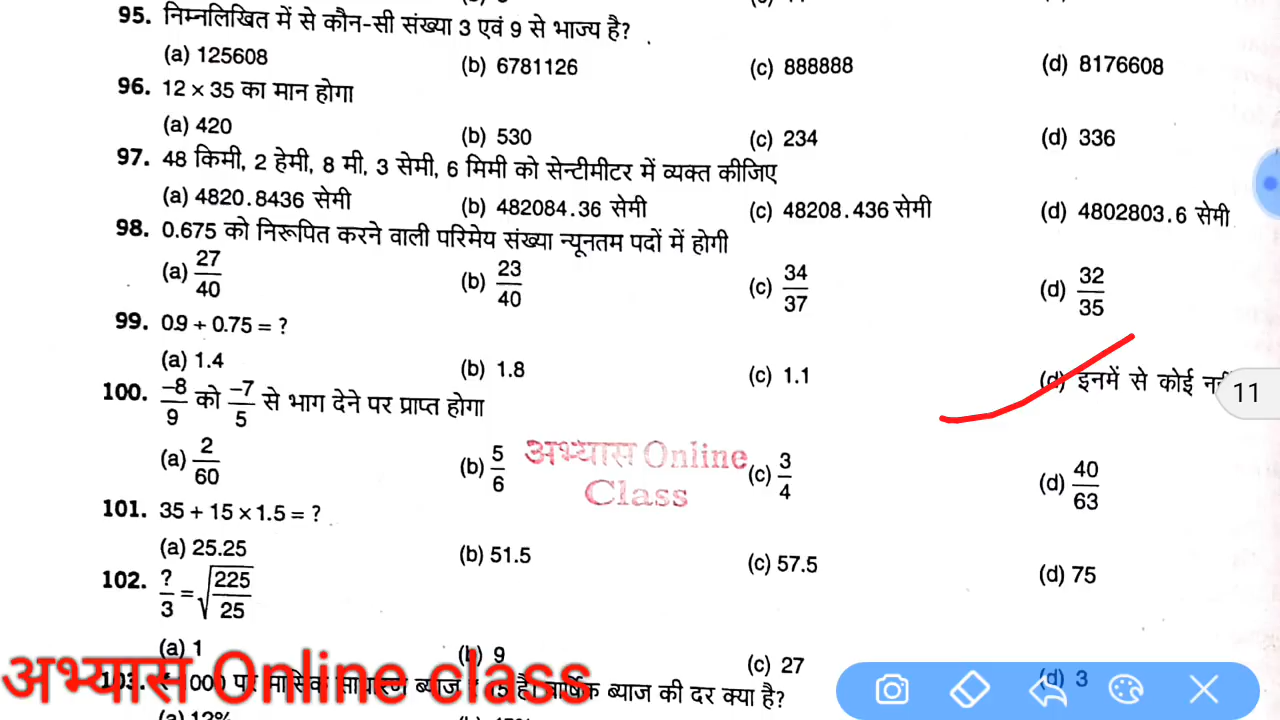 95. निम्नलिखित में से कौन-सी संख्या 3 एवं 9 से भाज्य है?
(a) 125608 (b) 6781126 (c) 888888 (d) 8176608
96. 12 × 35 का मान होगा
(a) 420 (b) 530 (c) 234 (d) 336
97. 48 किमी, 2 हेमी, 8 मी, 3 सेमी, 6 मिमी को सेन्टीमीटर में व्यक्त कीजिए
(a) 4820.8436 सेमी (b) 482084.36 सेमी (c) 48208.436 सेमी (d) 4802803.6 सेमी
98. 0.675 को निरूपित करने वाली परिमेय संख्या न्यूनतम पदों में होगी
(a) 27/40 (b) 23/40 (c) 34/37 (d) 32/35
99. 0.9 + 0.75 = ?
(a) 1.4 (b) 1.8 (c) 1.1 (d) इनमें से कोई
11
100. -8/9 को -7/5 से भाग देने पर प्राप्त होगा
(a) 2/60 (b) 5/6 (c) 3/4 (d) 40/63
अभ्यास Online
Class
101. 35 + 15 × 1.5 = ?
(a) 25.25 (b) 51.5 (c) 57.5 (d) 75
102. ?/3 = √225/25
(a) 1 (b) 9 (c) 27 (d) 3
अभ्यास Online class
103. पर मासिक साधारण ब्याज है। वार्षिक ब्याज की दर क्या है?
(a) 12%